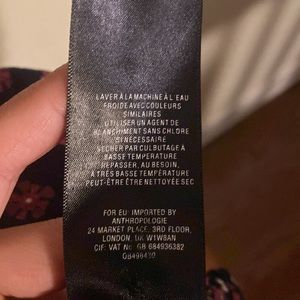 LAVER À LA MACHINE À L'EAU
FROIDE AVEC COULEURS
SIMILAIRES
UTILISER UN AGENT DE
BLANCHIMENT SANS CHLORE
SI NÉCESSAIRE
SÉCHER PAR CULBUTAGE À
BASSE TEMPÉRATURE
REPASSER, AU BESOIN,
À TRÈS BASSE TEMPÉRATURE
PEUT-ÊTRE ÊTRE NETTOYÉ SEC
FOR EU: IMPORTED BY
ANTHROPOLOGIE
24 MARKET PLACE, 3RD FLOOR,
LONDON, UK W1W8AN
CIF: VAT No: GB 684936382